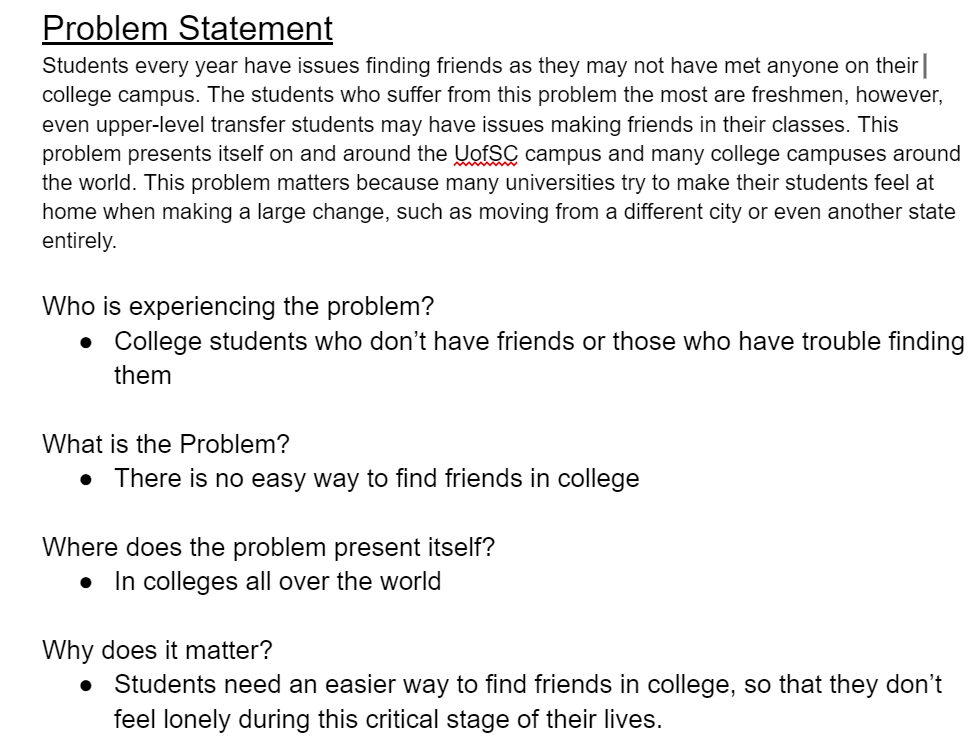 Problem Statement
Students every year have issues finding friends as they may not have met anyone on their
college campus. The students who suffer from this problem the most are freshmen, however,
even upper-level transfer students may have issues making friends in their classes. This
problem presents itself on and around the UofSC campus and many college campuses around
the world. This problem matters because many universities try to make their students feel at
home when making a large change, such as moving from a different city or even another state
entirely.
Who is experiencing the problem?
● College students who don’t have friends or those who have trouble finding
them
What is the Problem?
● There is no easy way to find friends in college
Where does the problem present itself?
● In colleges all over the world
Why does it matter?
● Students need an easier way to find friends in college, so that they don’t
feel lonely during this critical stage of their lives.